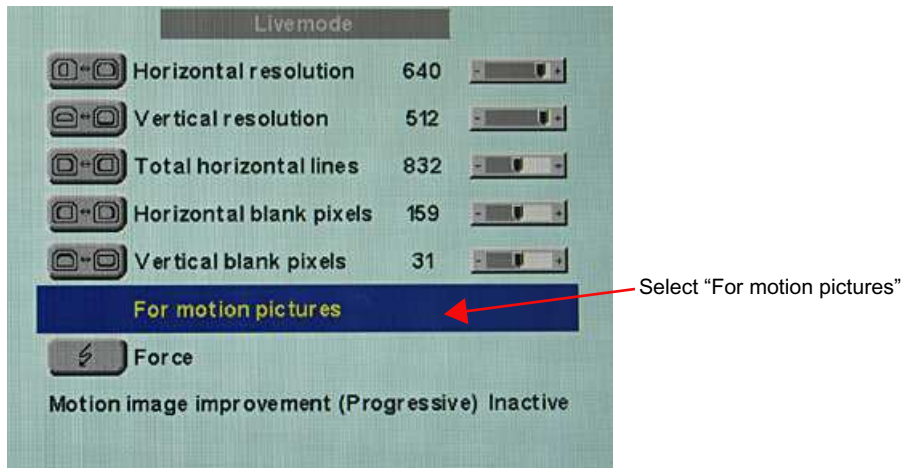 Livemode
Horizontal resolution 640 - +
Vertical resolution 512 - +
Total horizontal lines 832 - +
Horizontal blank pixels 159 - +
Vertical blank pixels 31 - +
For motion pictures
Select “For motion pictures”
Force
Motion image improvement (Progressive) Inactive